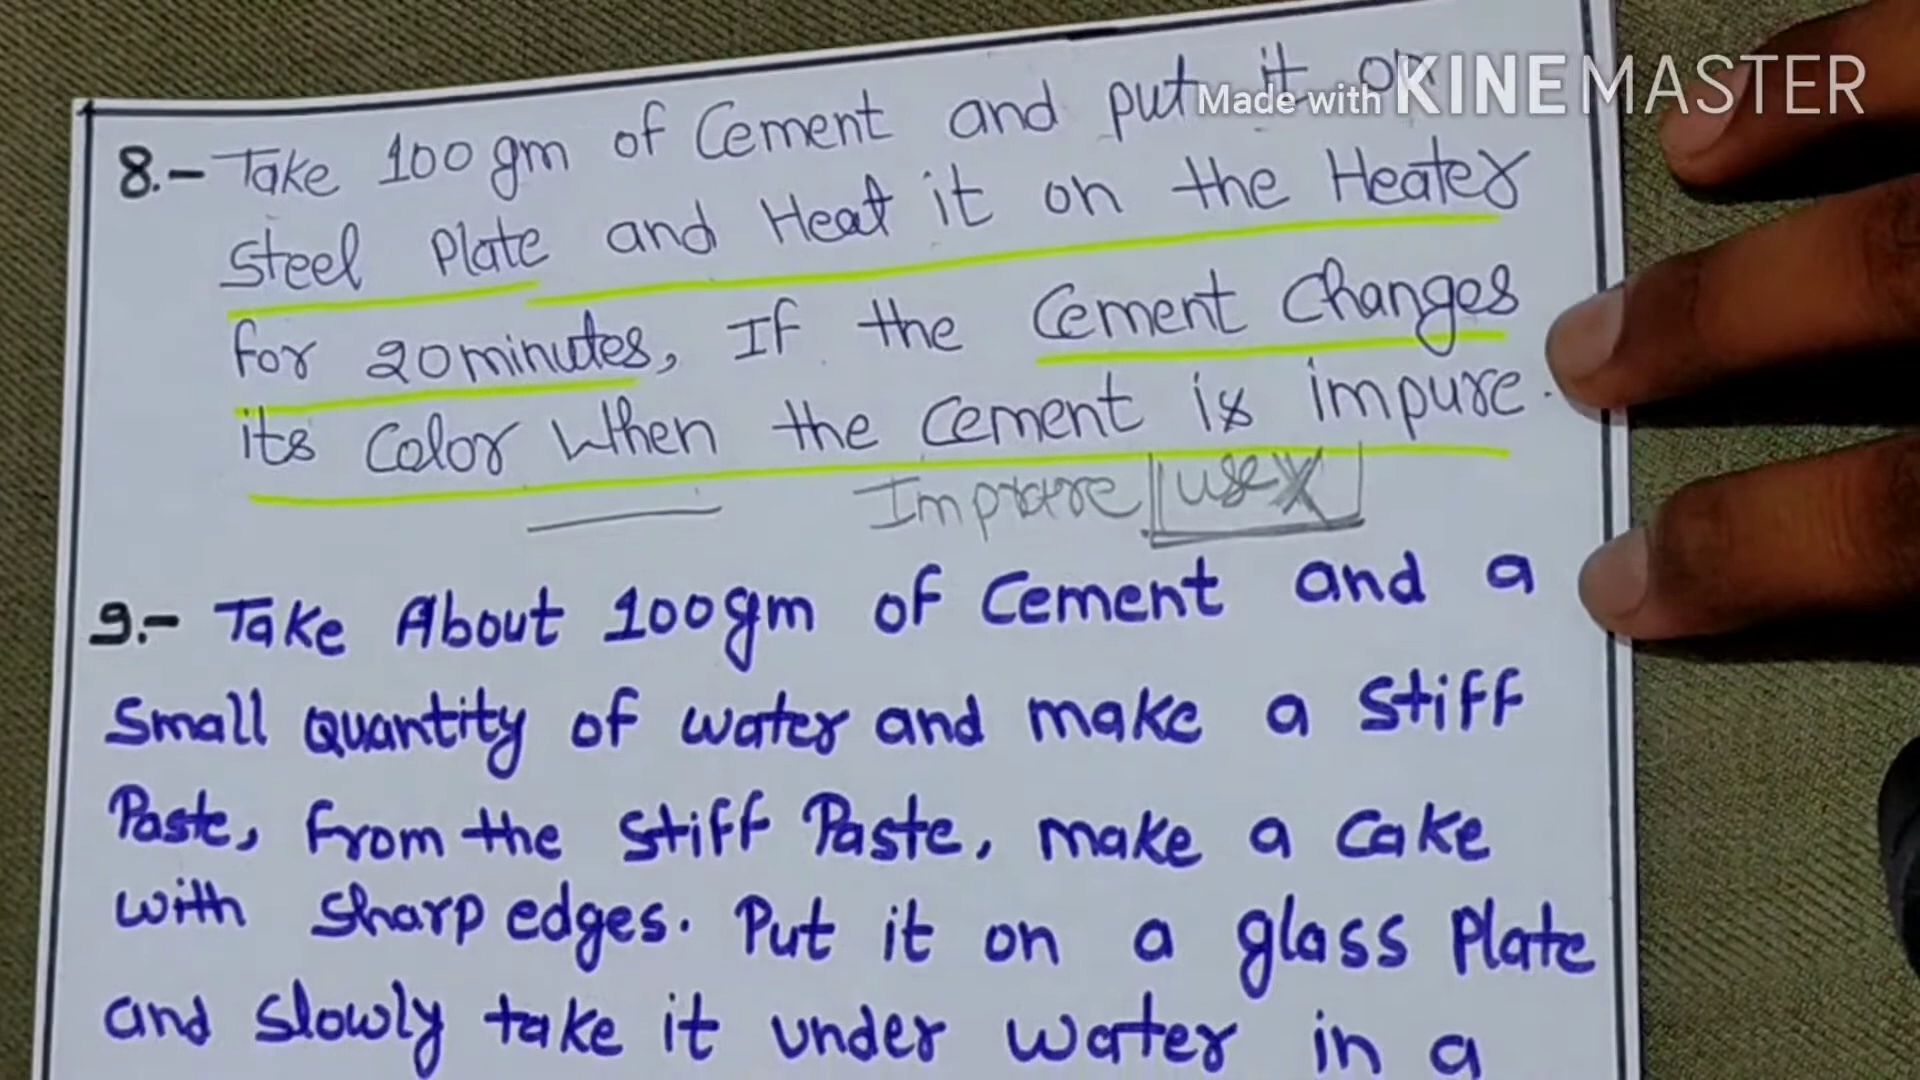 8.- Take 100 gm of Cement and put it on
Made with KINEMASTER
Steel Plate and Heat it on the Heater
for 20 minutes, If the Cement Changes
its Color When the Cement is impure.
use
9.- Take About 100gm of Cement and a
Small Quantity of water and make a Stiff
Paste, From the Stiff Paste, make a Cake
with Sharp edges. Put it on a glass Plate
and slowly take it under water in a